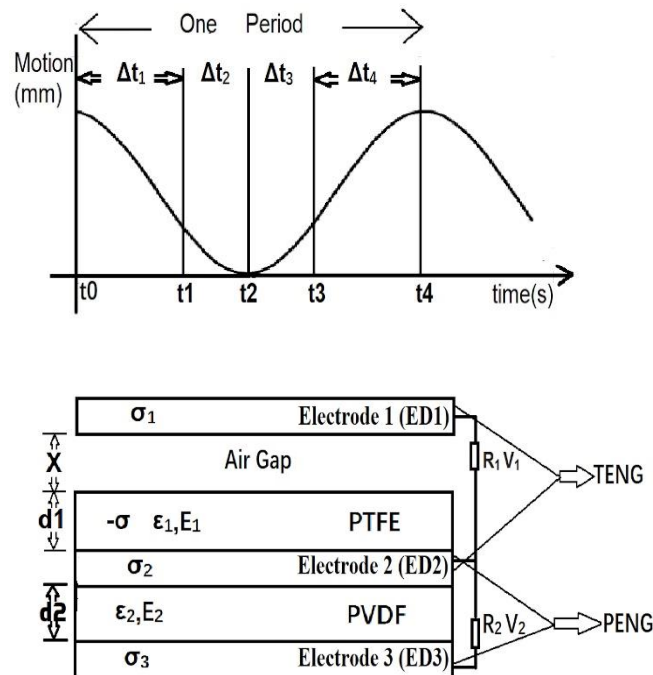 One Period
Motion
(mm)
Δt₁ Δt₂ Δt₃ Δt₄
t0 t1 t2 t3 t4 time(s)
σ₁ Electrode 1 (ED1)
X Air Gap R₁ V₁ TENG
d1 -σ ε₁,E₁ PTFE
σ₂ Electrode 2 (ED2)
d2 ε₂,E₂ PVDF R₂ V₂ PENG
σ₃ Electrode 3 (ED3)